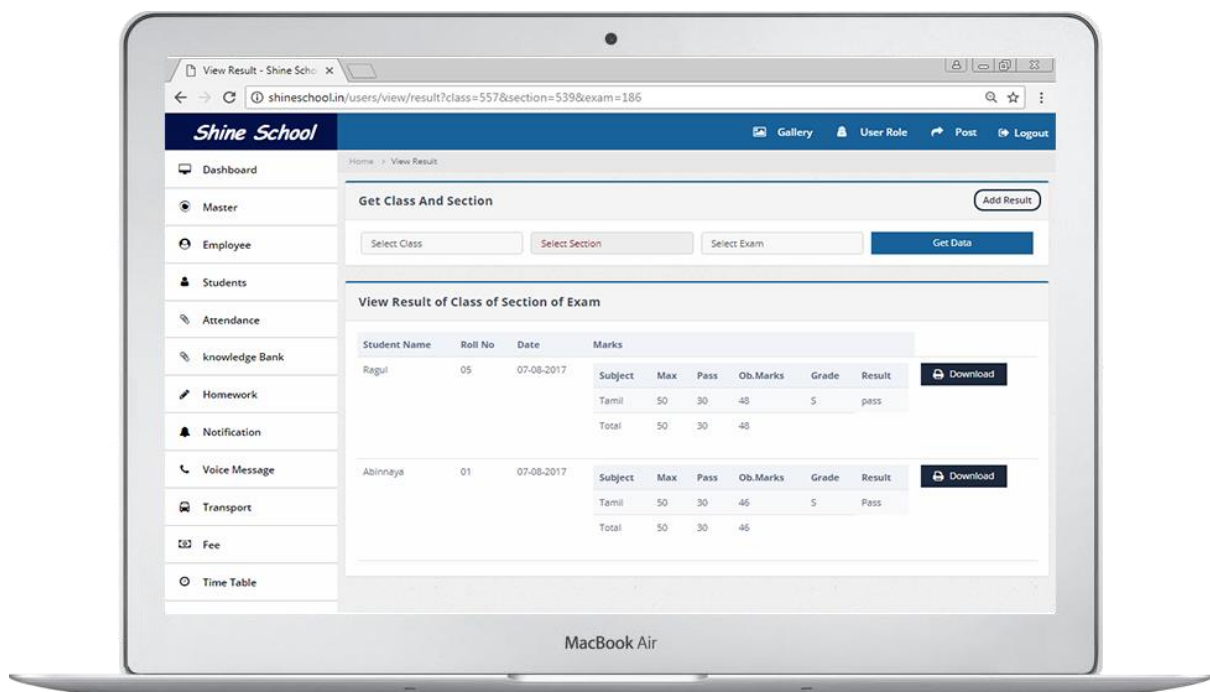 View Result - Shine Scho
shineschool.in/users/view/result?class=557&section=539&exam=186
Shine School
Gallery User Role Post Logout
Dashboard
Master
Employee
Students
Attendance
knowledge Bank
Homework
Notification
Voice Message
Transport
Fee
Time Table
Home > View Result
Get Class And Section Add Result
Select Class Select Section Select Exam Get Data
View Result of Class of Section of Exam
Student Name Roll No Date Marks
Ragul 05 07-08-2017
Subject Max Pass Ob.Marks Grade Result Download
Tamil 50 30 48 S pass
Total 50 30 48
Abinnaya 01 07-08-2017
Subject Max Pass Ob.Marks Grade Result Download
Tamil 50 30 46 S Pass
Total 50 30 46
MacBook Air